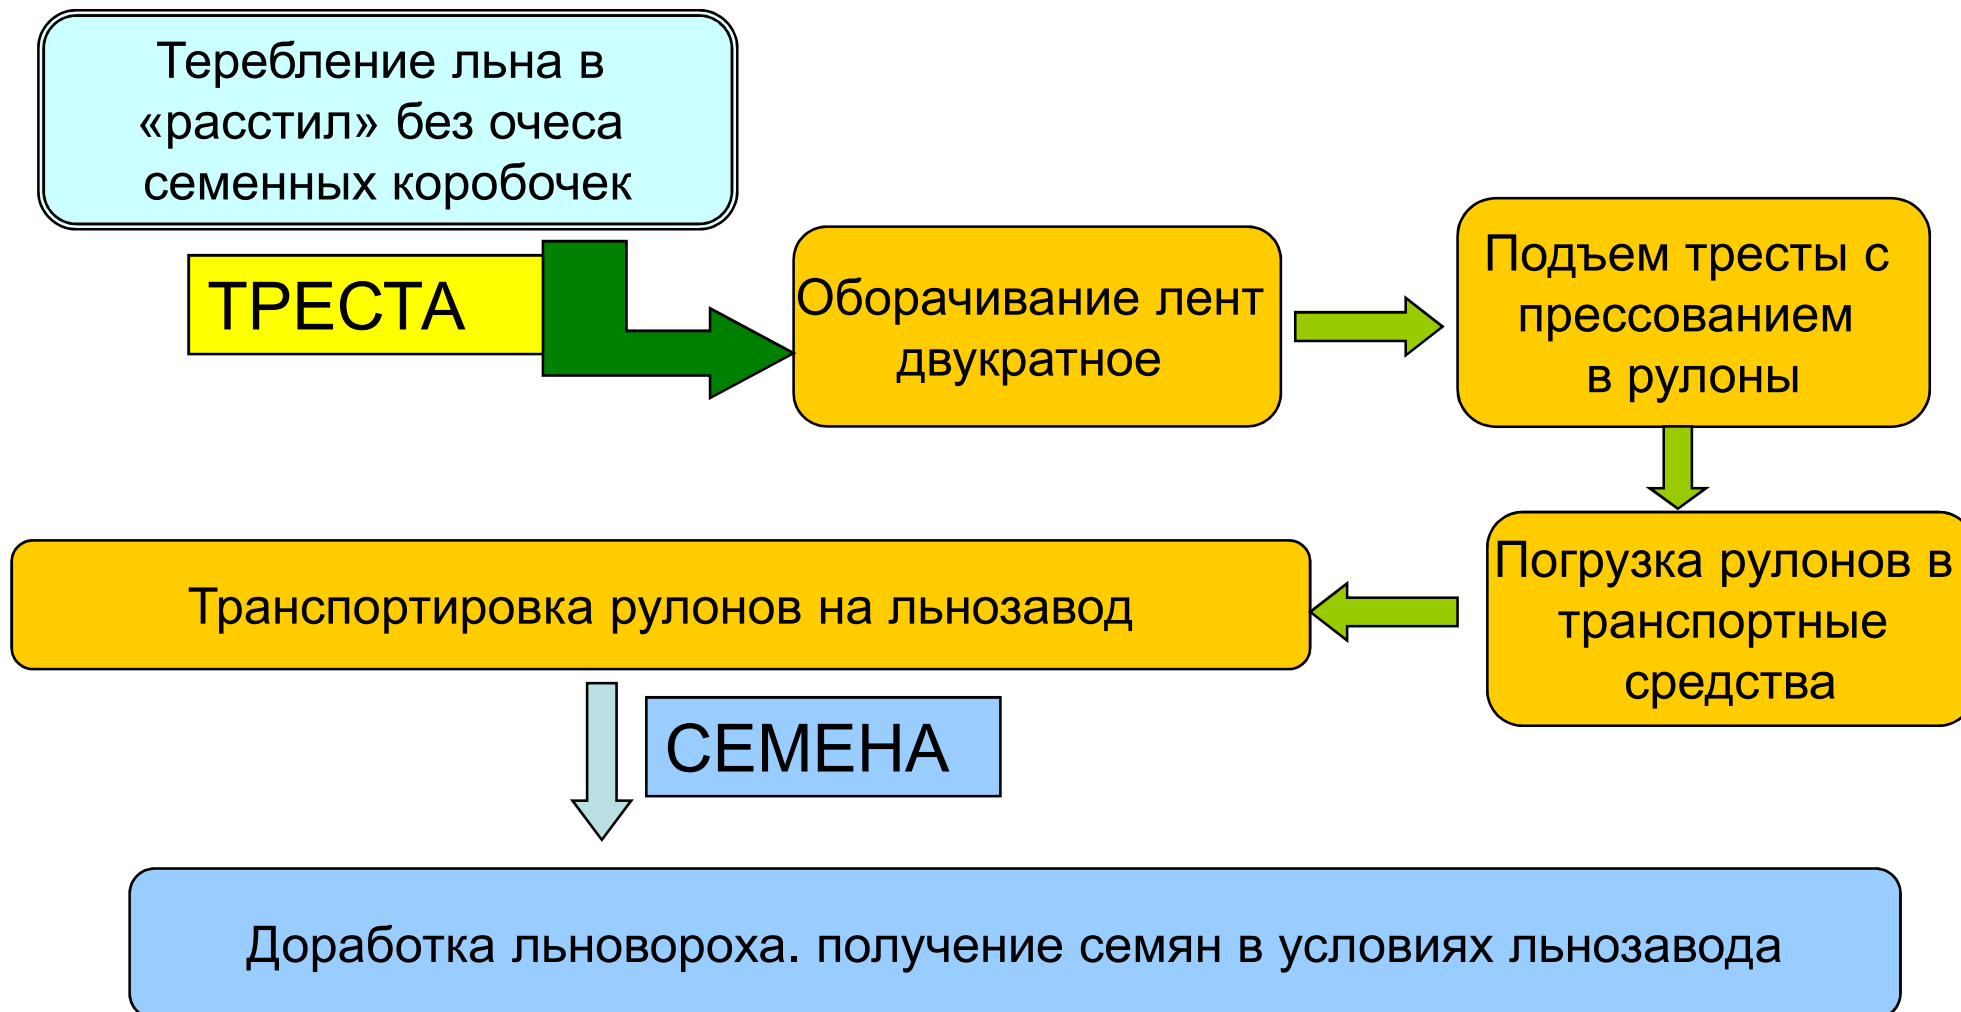 Теребление льна в
«расстил» без очеса
семенных коробочек
ТРЕСТА
Оборачивание лент
двукратное
Подъем тресты с
прессованием
в рулоны
Погрузка рулонов в
транспортные
средства
Транспортировка рулонов на льнозавод
СЕМЕНА
Доработка льновороха. получение семян в условиях льнозавода